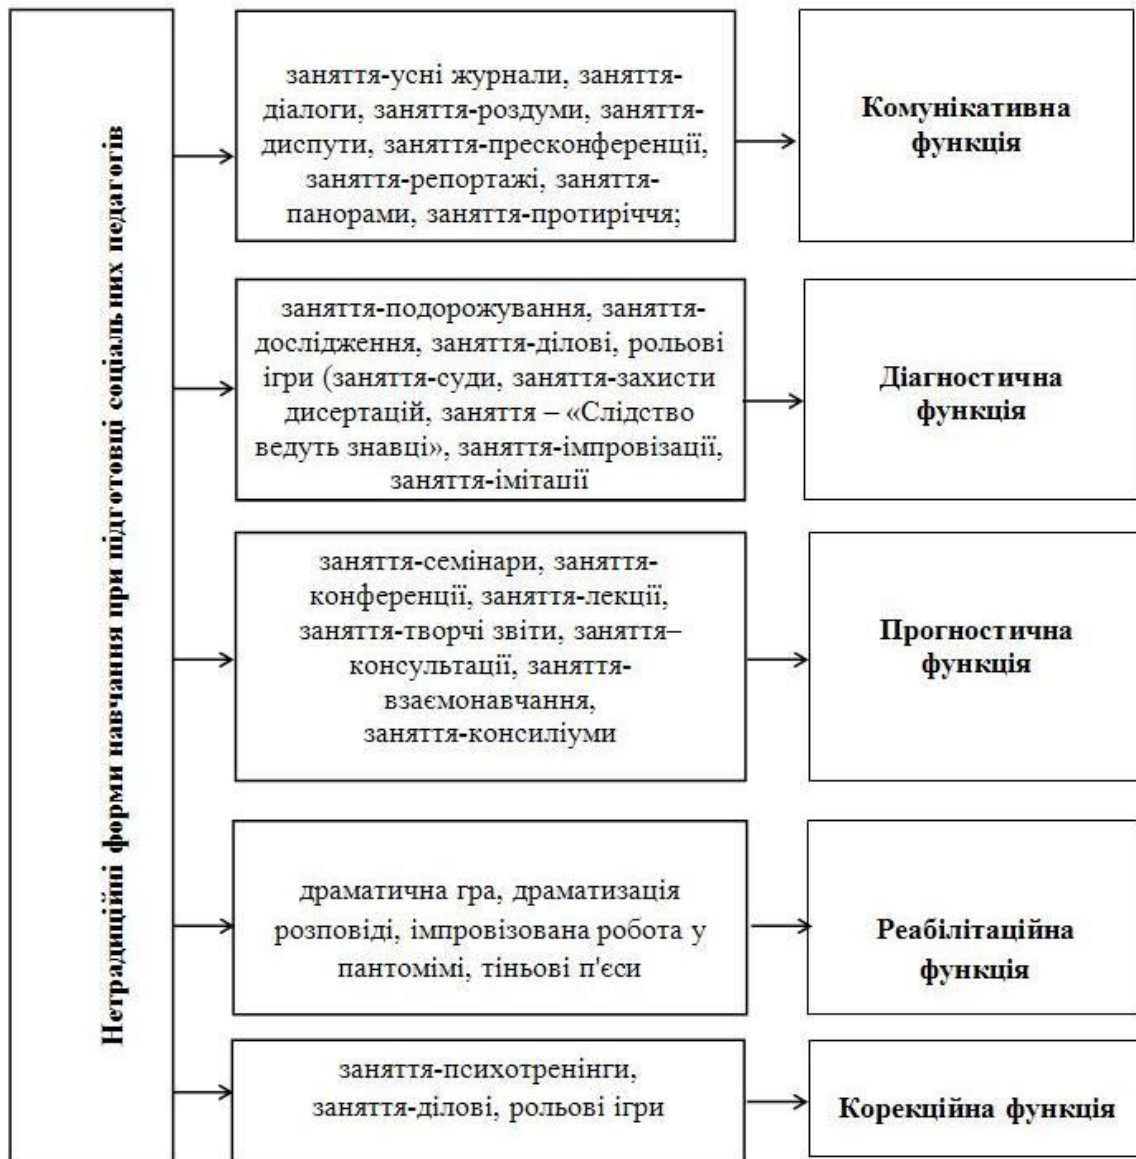 Нетрадиційні форми навчання при підготовці соціальних педагогів
заняття-усні журнали, заняття-
діалоги, заняття-роздуми, заняття-
диспути, заняття-пресконференції,
заняття-репортажі, заняття-
панорами, заняття-протиріччя;
Комунікативна
функція
заняття-подорожування, заняття-
дослідження, заняття-ділові, рольові
ігри (заняття-суди, заняття-захисти
дисертацій, заняття – «Слідство
ведуть знавці», заняття-імпровізації,
заняття-імітації
Діагностична
функція
заняття-семінари, заняття-
конференції, заняття-лекції,
заняття-творчі звіти, заняття–
консультації, заняття-
взаємонавчання,
заняття-консиліуми
Прогностична
функція
драматична гра, драматизація
розповіді, імпровізована робота у
пантомімі, тіньові п'єси
Реабілітаційна
функція
заняття-психотренінги,
заняття-ділові, рольові ігри
Корекційна функція